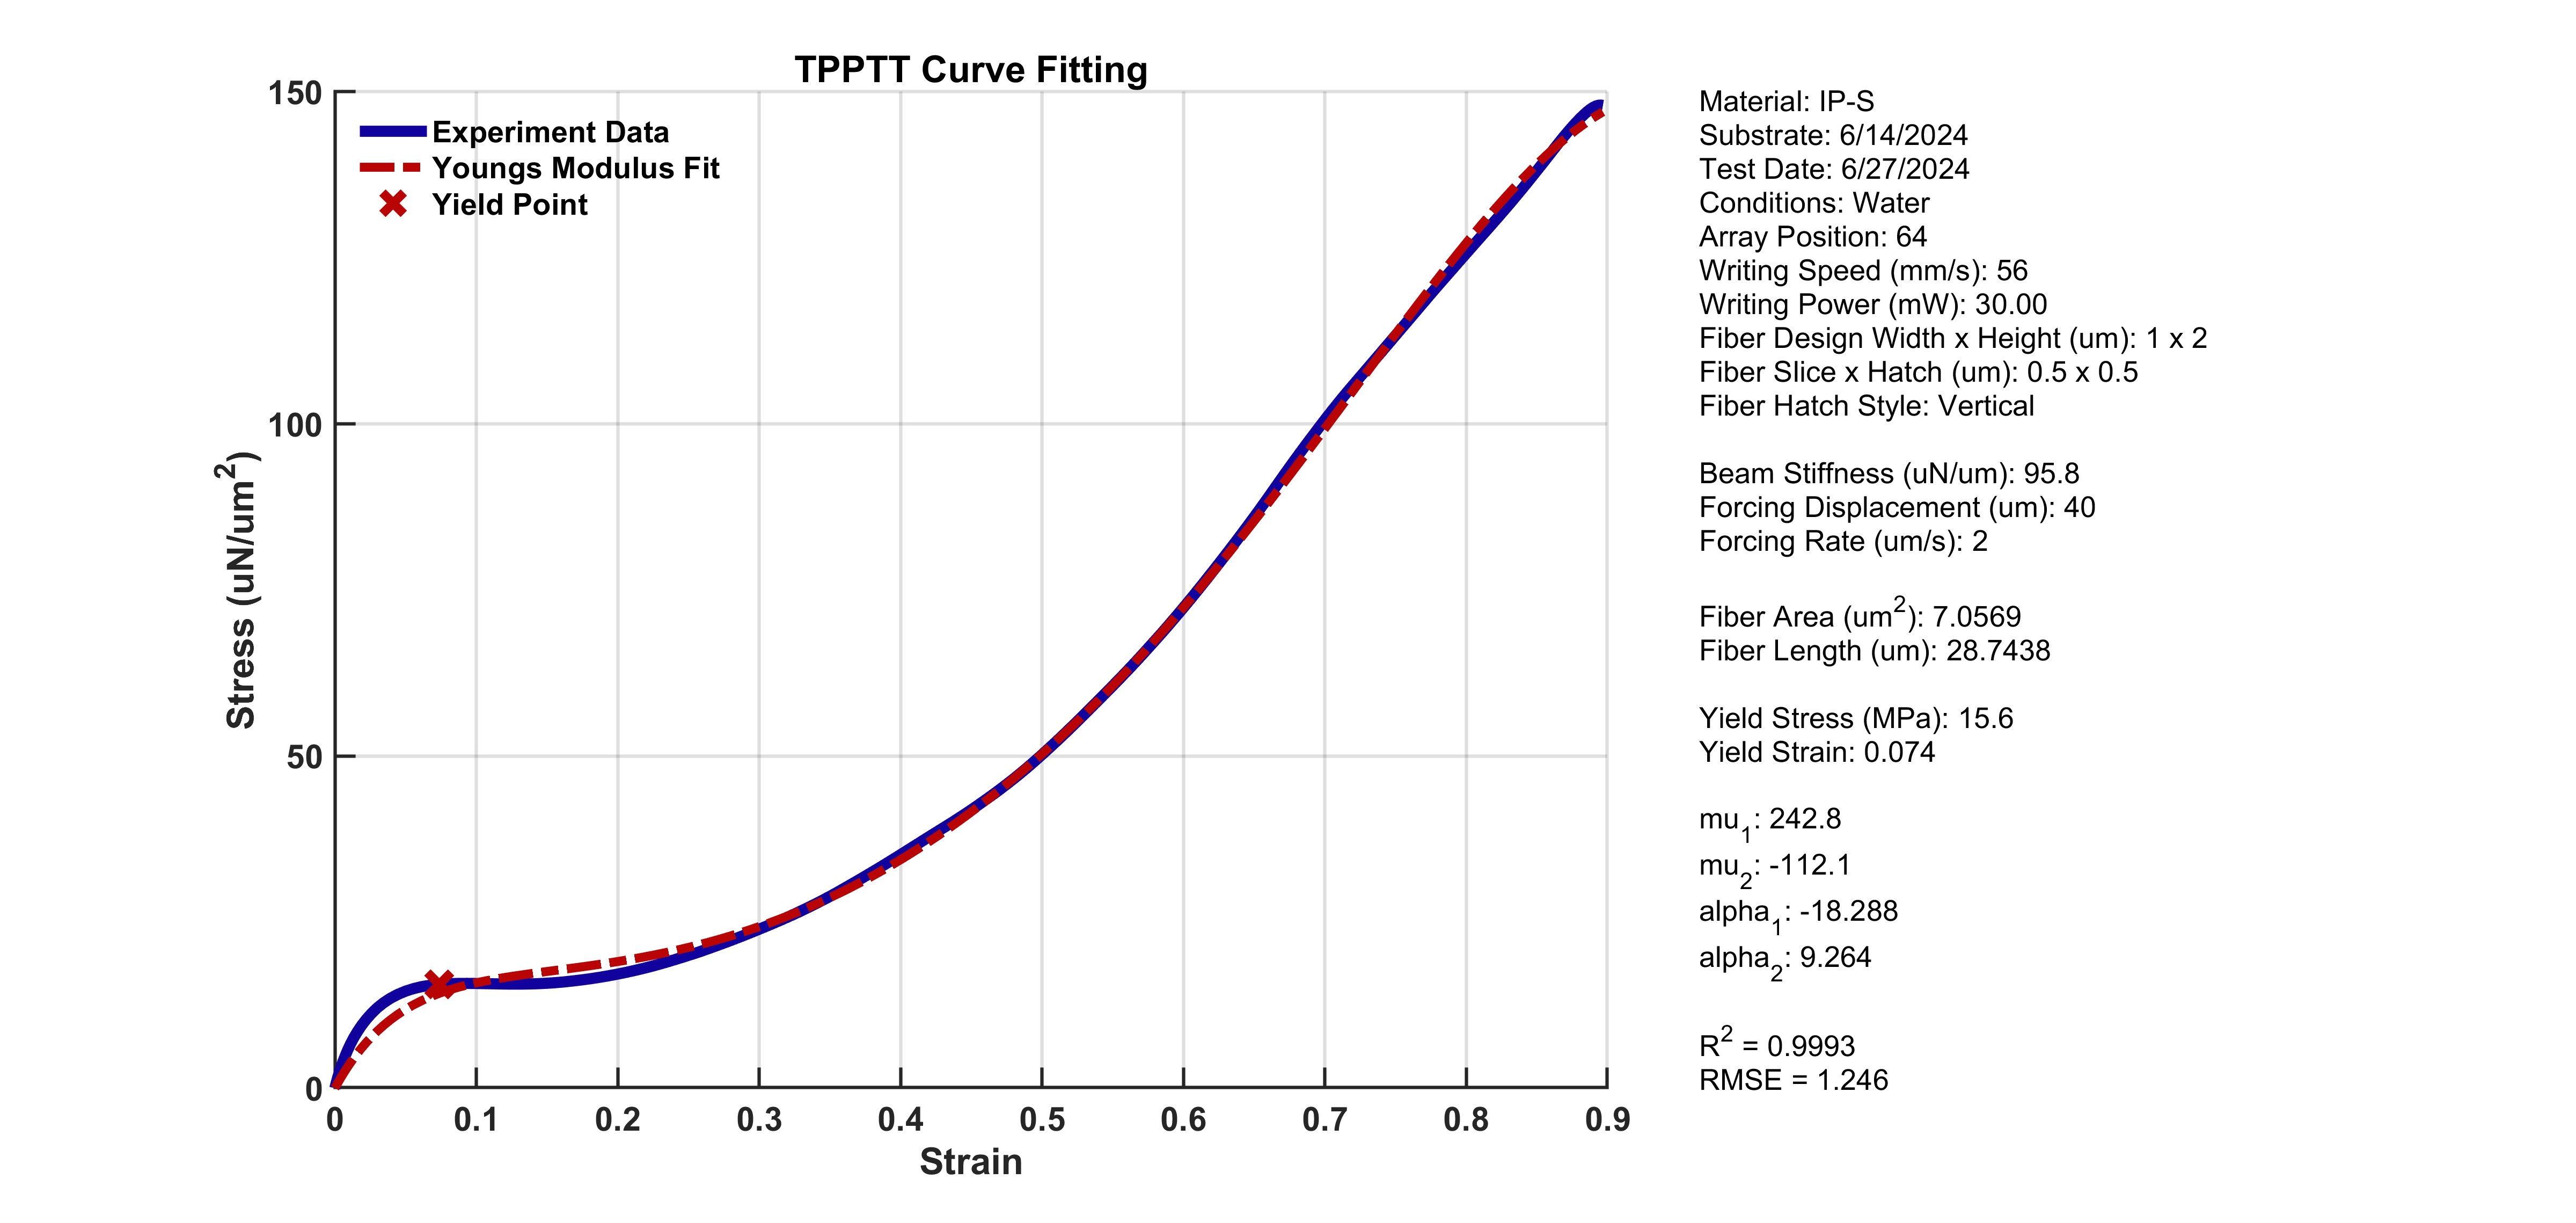 TPPTT Curve Fitting
150
100
50
0
Stress (uN/um²)
Experiment Data
Youngs Modulus Fit
Yield Point
0 0.1 0.2 0.3 0.4 0.5 0.6 0.7 0.8 0.9
Strain
Material: IP-S
Substrate: 6/14/2024
Test Date: 6/27/2024
Conditions: Water
Array Position: 64
Writing Speed (mm/s): 56
Writing Power (mW): 30.00
Fiber Design Width x Height (um): 1 x 2
Fiber Slice x Hatch (um): 0.5 x 0.5
Fiber Hatch Style: Vertical
Beam Stiffness (uN/um): 95.8
Forcing Displacement (um): 40
Forcing Rate (um/s): 2
Fiber Area (um²): 7.0569
Fiber Length (um): 28.7438
Yield Stress (MPa): 15.6
Yield Strain: 0.074
mu₁: 242.8
mu₂: -112.1
alpha₁: -18.288
alpha₂: 9.264
R² = 0.9993
RMSE = 1.246